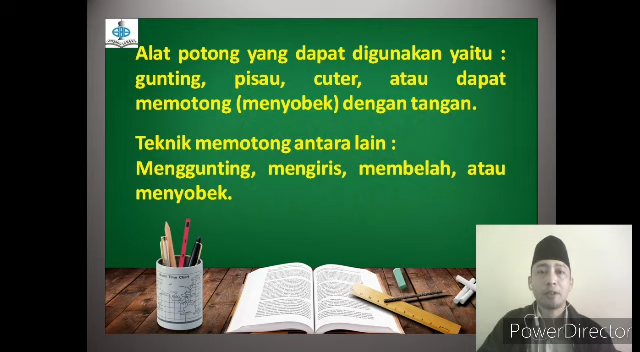 Alat potong yang dapat digunakan yaitu :
gunting, pisau, cuter, atau dapat
memotong (menyobek) dengan tangan.
Teknik memotong antara lain :
Menggunting, mengiris, membelah, atau
menyobek.
PowerDirector